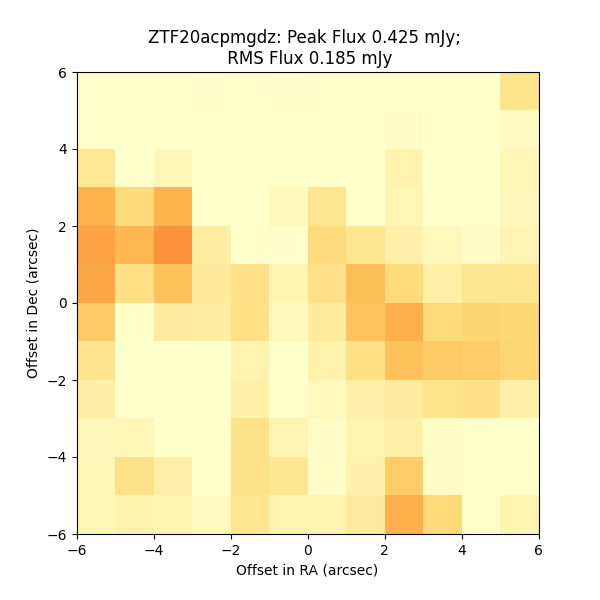 ZTF20acpmgdz: Peak Flux 0.425 mJy;
RMS Flux 0.185 mJy
6
4
2
0
−2
−4
−6
Offset in Dec (arcsec)
−6 −4 −2 0 2 4 6
Offset in RA (arcsec)